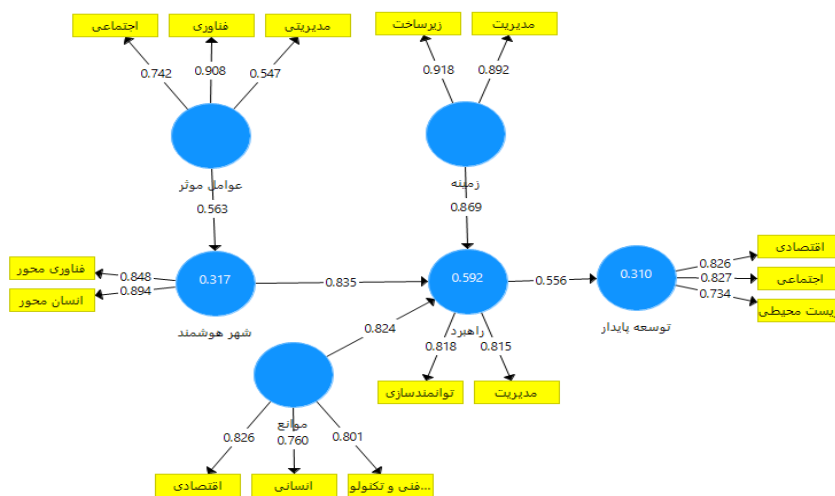 اجتماعی
فناوری
مدیریتی
زیرساخت
مدیریت
0.742
0.908
0.547
0.918
0.892
عوامل موثر
زمینه
0.563
0.869
فناوری محور
انسان محور
0.848
0.894
0.317
شهر هوشمند
0.835
0.592
راهبرد
0.556
0.310
توسعه پایدار
0.826
0.827
0.734
اقتصادی
اجتماعی
زیست محیطی
0.824
0.818
0.815
توانمندسازی
مدیریت
موانع
0.826
0.760
0.801
اقتصادی
انسانی
فنی و تکنولو...